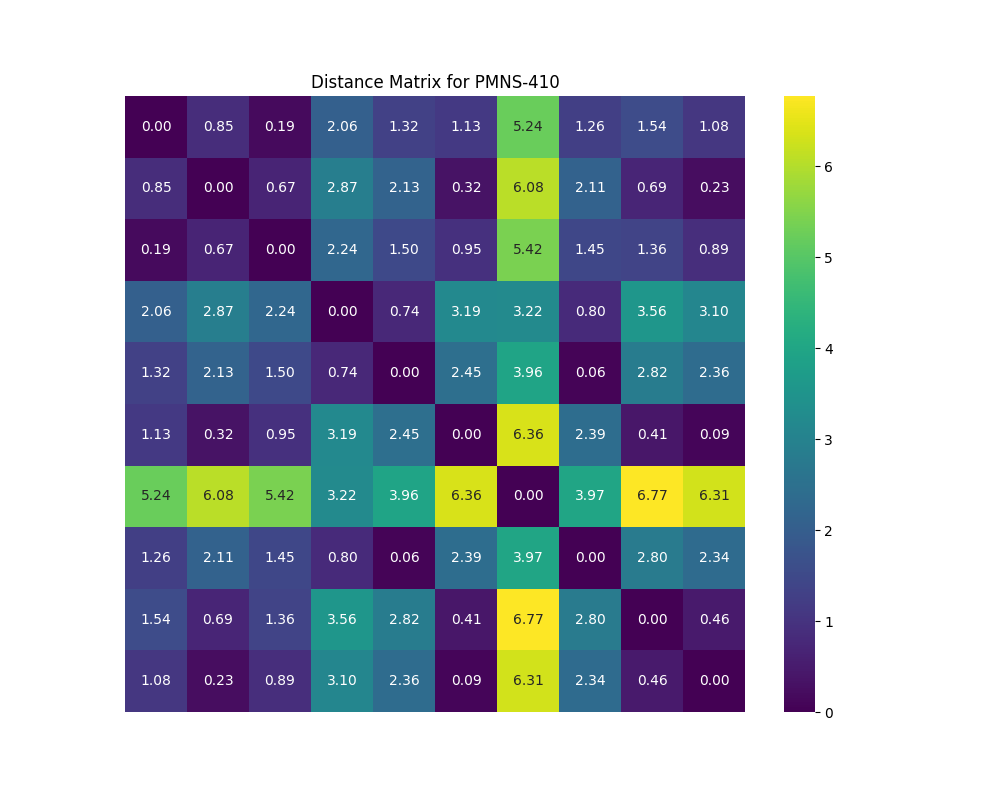 Distance Matrix for PMNS-410
0.00 0.85 0.19 2.06 1.32 1.13 5.24 1.26 1.54 1.08
0.85 0.00 0.67 2.87 2.13 0.32 6.08 2.11 0.69 0.23
0.19 0.67 0.00 2.24 1.50 0.95 5.42 1.45 1.36 0.89
2.06 2.87 2.24 0.00 0.74 3.19 3.22 0.80 3.56 3.10
1.32 2.13 1.50 0.74 0.00 2.45 3.96 0.06 2.82 2.36
1.13 0.32 0.95 3.19 2.45 0.00 6.36 2.39 0.41 0.09
5.24 6.08 5.42 3.22 3.96 6.36 0.00 3.97 6.77 6.31
1.26 2.11 1.45 0.80 0.06 2.39 3.97 0.00 2.80 2.34
1.54 0.69 1.36 3.56 2.82 0.41 6.77 2.80 0.00 0.46
1.08 0.23 0.89 3.10 2.36 0.09 6.31 2.34 0.46 0.00
6
5
4
3
2
1
0